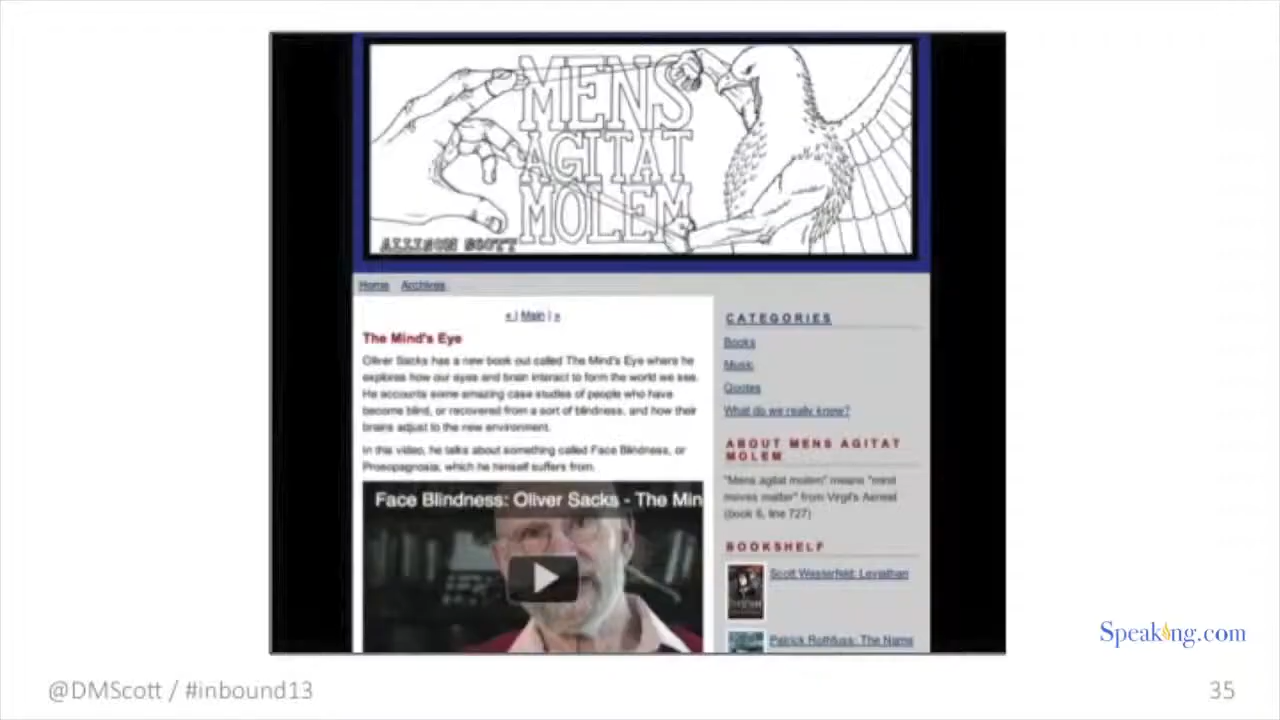 MENS
AGITAT
MOLEM
ALLISON SCOTT
Home Archives
« | Main | »
The Mind's Eye
Oliver Sacks has a new book out called The Mind's Eye where he
explores how our eyes and brain interact to form the world we see.
He accounts some amazing case studies of people who have
become blind, or recovered from a sort of blindness, and how their
brains adjust to the new environment.
In this video, he talks about something called Face Blindness, or
Prosopagnosia, which he himself suffers from.
Face Blindness: Oliver Sacks - The Min
CATEGORIES
Books
Music
Quotes
What do we really know?
ABOUT MENS AGITAT
MOLEM
"Mens agitat molem" means "mind
moves matter" from Virgil's Aeneid
(book 6, line 727)
BOOKSHELF
Scott Westerfeld: Leviathan
Patrick Rothfuss: The Name
Speaking.com
@DMScott / #inbound13
35